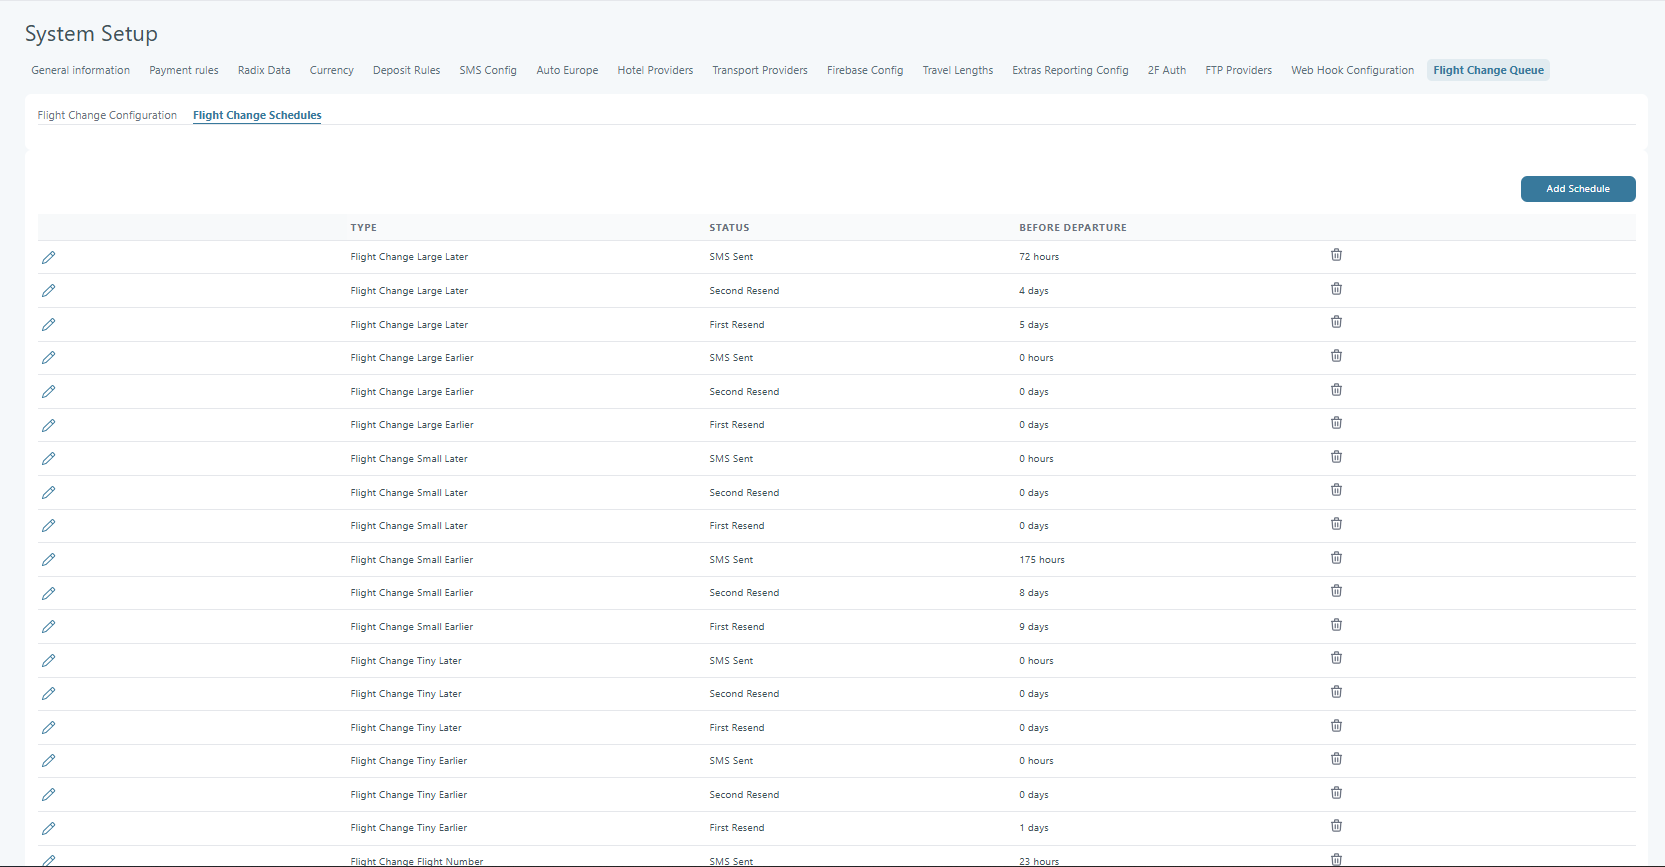 System Setup
General information Payment rules Radix Data Currency Deposit Rules SMS Config Auto Europe Hotel Providers Transport Providers Firebase Config Travel Lengths Extras Reporting Config 2F Auth FTP Providers Web Hook Configuration Flight Change Queue
Flight Change Configuration Flight Change Schedules
Add Schedule
TYPE STATUS BEFORE DEPARTURE
Flight Change Large Later SMS Sent 72 hours
Flight Change Large Later Second Resend 4 days
Flight Change Large Later First Resend 5 days
Flight Change Large Earlier SMS Sent 0 hours
Flight Change Large Earlier Second Resend 0 days
Flight Change Large Earlier First Resend 0 days
Flight Change Small Later SMS Sent 0 hours
Flight Change Small Later Second Resend 0 days
Flight Change Small Later First Resend 0 days
Flight Change Small Earlier SMS Sent 175 hours
Flight Change Small Earlier Second Resend 8 days
Flight Change Small Earlier First Resend 9 days
Flight Change Tiny Later SMS Sent 0 hours
Flight Change Tiny Later Second Resend 0 days
Flight Change Tiny Later First Resend 0 days
Flight Change Tiny Earlier SMS Sent 0 hours
Flight Change Tiny Earlier Second Resend 0 days
Flight Change Tiny Earlier First Resend 1 days
Flight Change Flight Number SMS Sent 23 hours